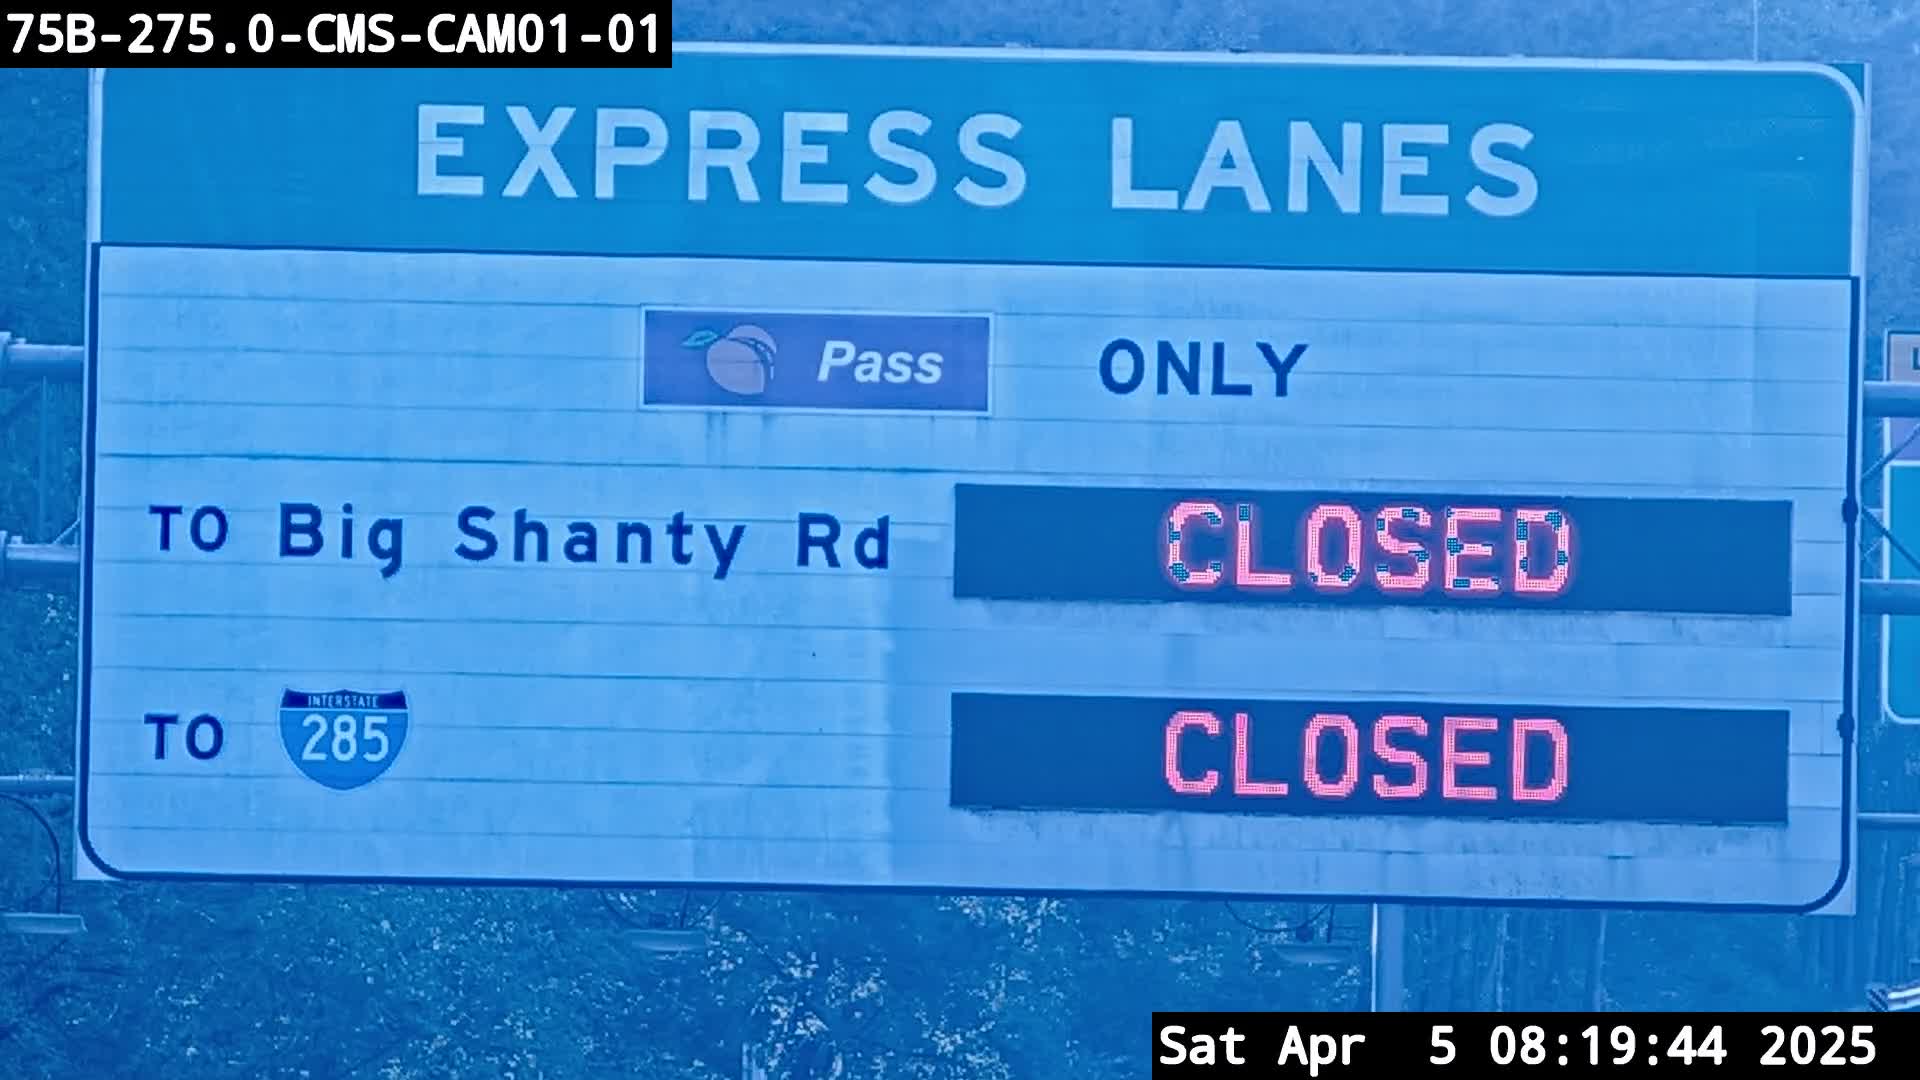 75B-275.0-CMS-CAM01-01
EXPRESS LANES
Pass ONLY
TO Big Shanty Rd CLOSED
TO INTERSTATE 285 CLOSED
Sat Apr 5 08:19:44 2025